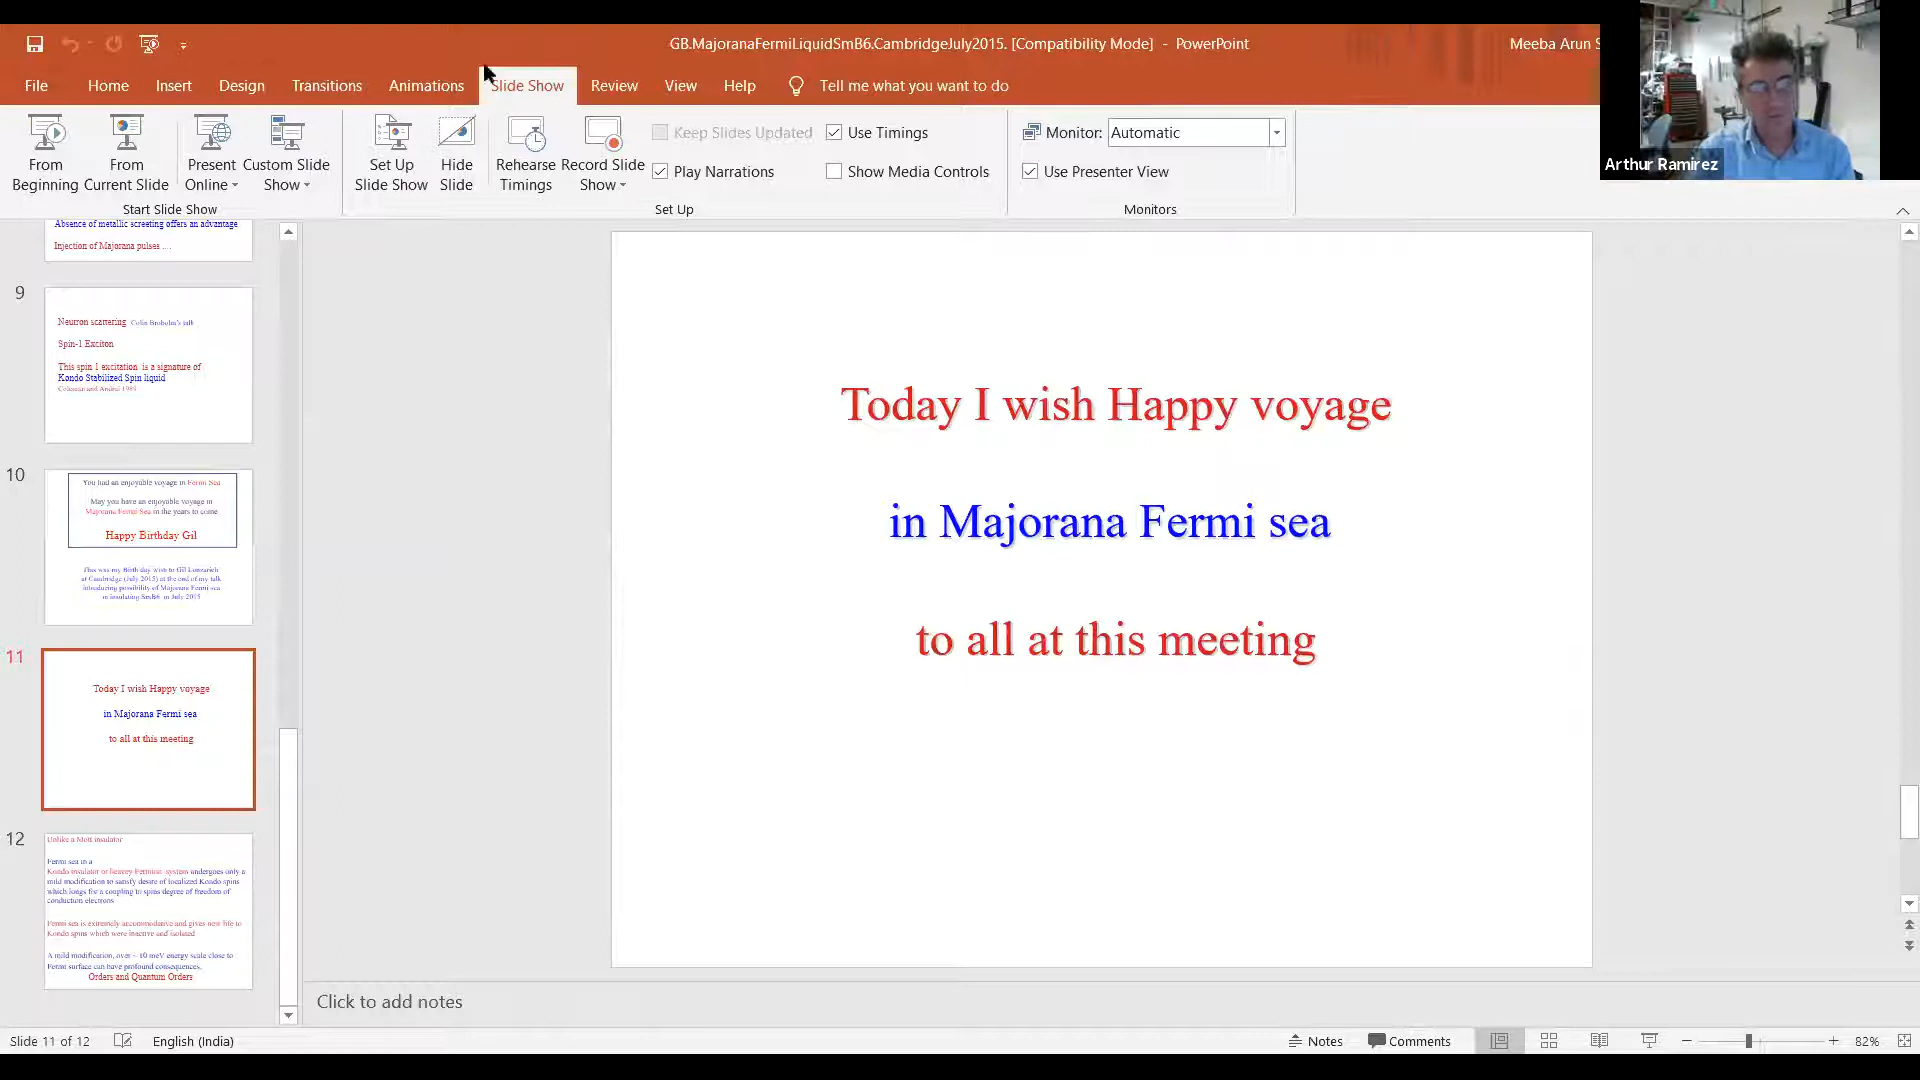 GB.MajoranaFermiLiquidSmB6.CambridgeJuly2015. [Compatibility Mode] - PowerPoint
Meeba Arun S
File Home Insert Design Transitions Animations Slide Show Review View Help Tell me what you want to do
From Beginning
From Current Slide
Present Online
Custom Slide Show
Start Slide Show
Set Up Slide Show
Hide Slide
Rehearse Timings
Record Slide Show
Keep Slides Updated
Play Narrations
Use Timings
Show Media Controls
Set Up
Monitor: Automatic
Use Presenter View
Monitors
Arthur Ramirez
Absence of metallic screeting offers an advantage
Injection of Majorana pulses ....
9
Neutron scattering Colin Broholm's talk
Spin-1 Exciton
This spin 1 excitation is a signature of
Kondo Stabilized Spin liquid
Coleman and Andrei 1989
10
You had an enjoyable voyage in Fermi Sea
May you have an enjoyable voyage in
Majorana Fermi Sea in the years to come
Happy Birthday Gil
This was my Birth day wish to Gil Lonzarich
at Cambridge (July 2015) at the end of my talk
introducing possibility of Majorana Fermi sea
in insulating SmB6 in July 2015
11
Today I wish Happy voyage
in Majorana Fermi sea
to all at this meeting
12
Unlike a Mott insulator
Fermi sea in a
Kondo insulator or heavey Fermion system undergoes only a
mild modification to satisfy desire of localized Kondo spins
which longs for a coupling to spins degree of freedom of
conduction electrons
Fermi sea is extremely accommodative and gives new life to
Kondo spins which were inactive and isolated
A mild modification, over ~ 10 meV energy scale close to
Fermi surface can have profound consequences.
Orders and Quantum Orders
Today I wish Happy voyage
in Majorana Fermi sea
to all at this meeting
Click to add notes
Slide 11 of 12 English (India) Notes Comments 82%